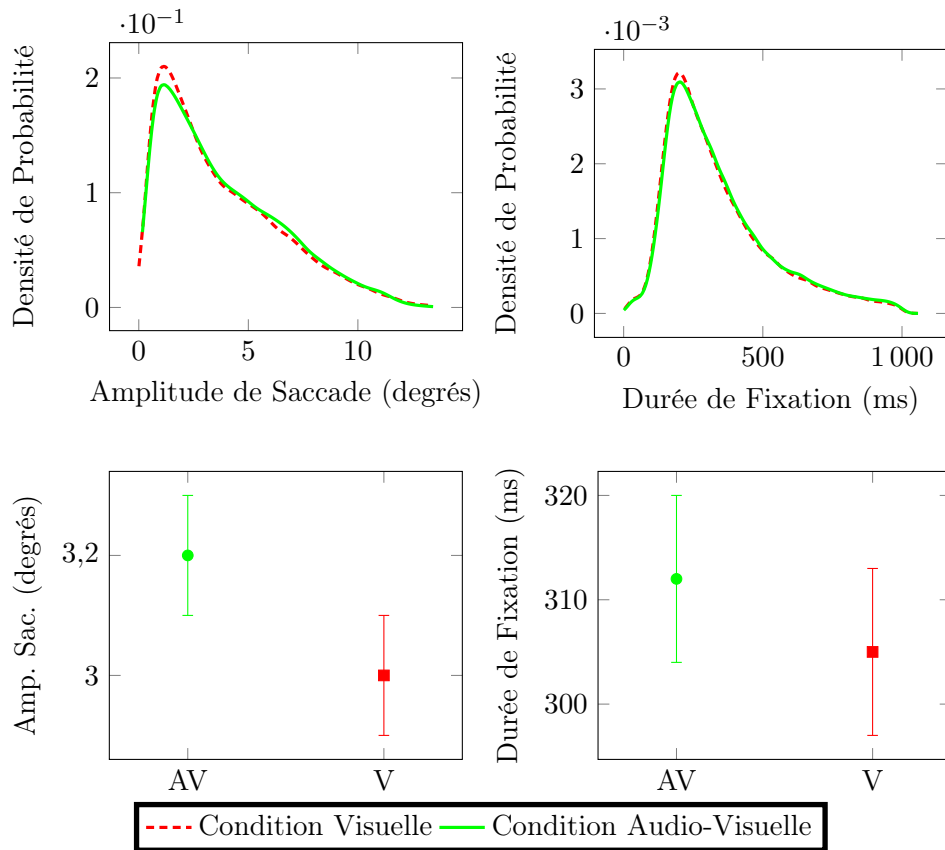 ·10⁻¹
Densité de Probabilité
2
1
0
0 5 10
Amplitude de Saccade (degrés)
·10⁻³
Densité de Probabilité
3
2
1
0
0 500 1 000
Durée de Fixation (ms)
Amp. Sac. (degrés)
3,2
3
AV V
Durée de Fixation (ms)
320
310
300
AV V
Condition Visuelle Condition Audio-Visuelle